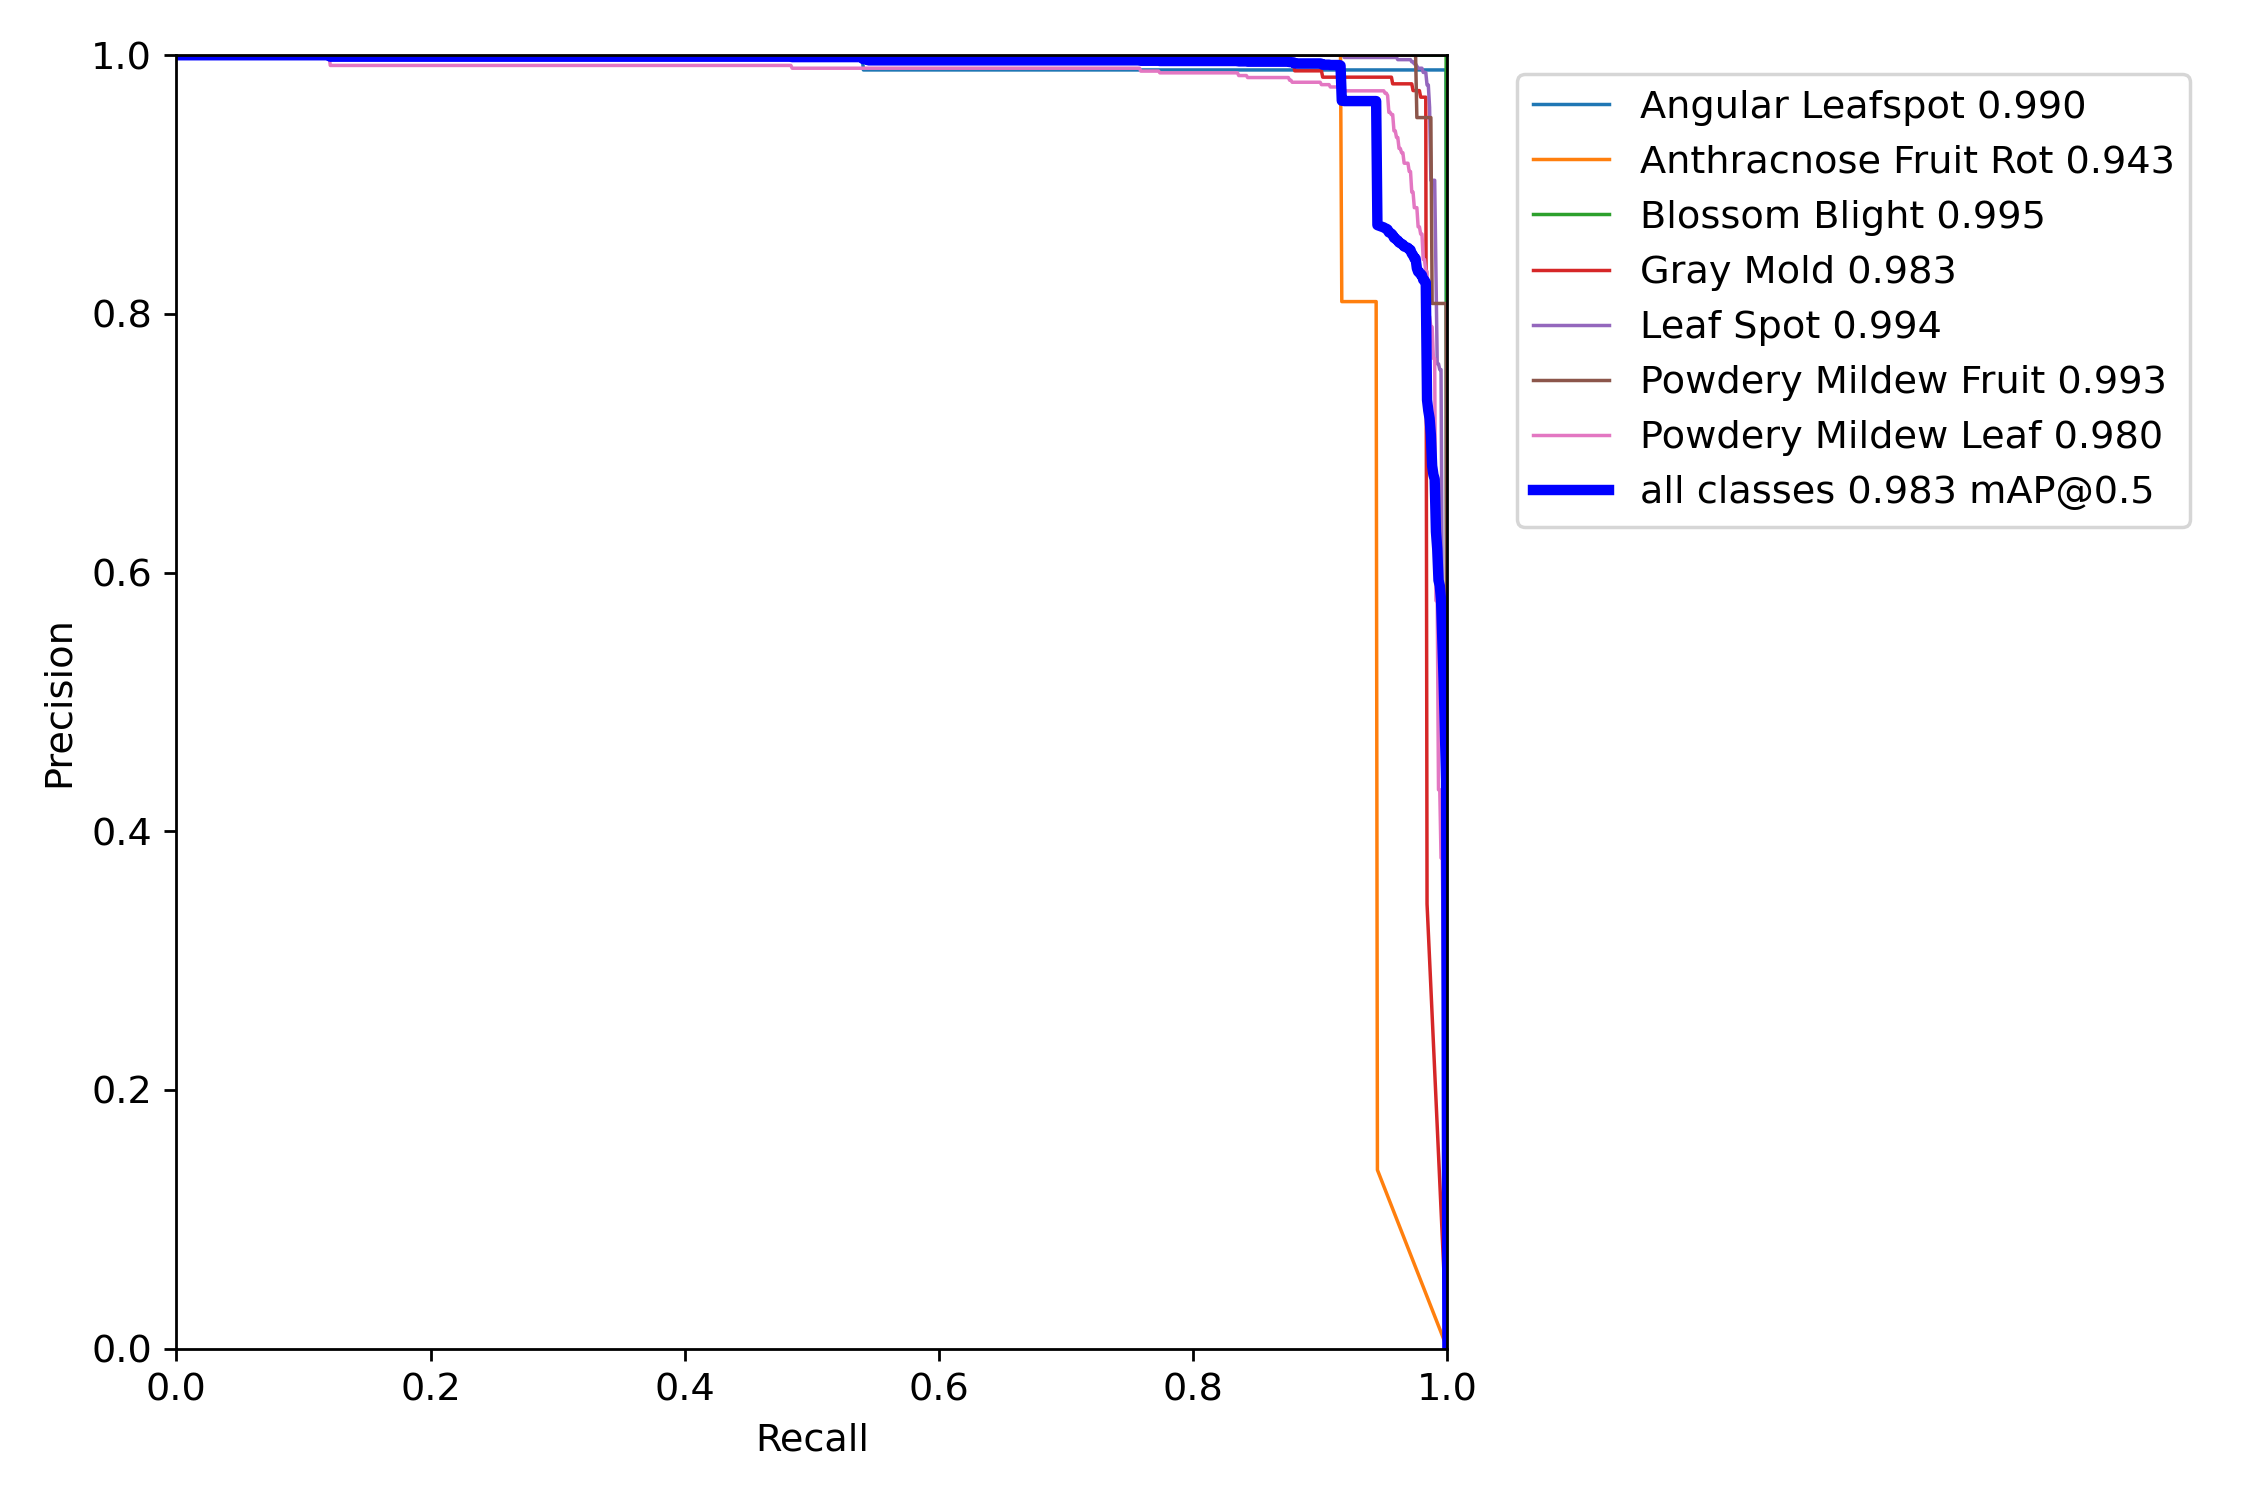 1.0
0.8
0.6
0.4
0.2
0.0
Precision
0.0 0.2 0.4 0.6 0.8 1.0
Recall
Angular Leafspot 0.990
Anthracnose Fruit Rot 0.943
Blossom Blight 0.995
Gray Mold 0.983
Leaf Spot 0.994
Powdery Mildew Fruit 0.993
Powdery Mildew Leaf 0.980
all classes 0.983 mAP@0.5